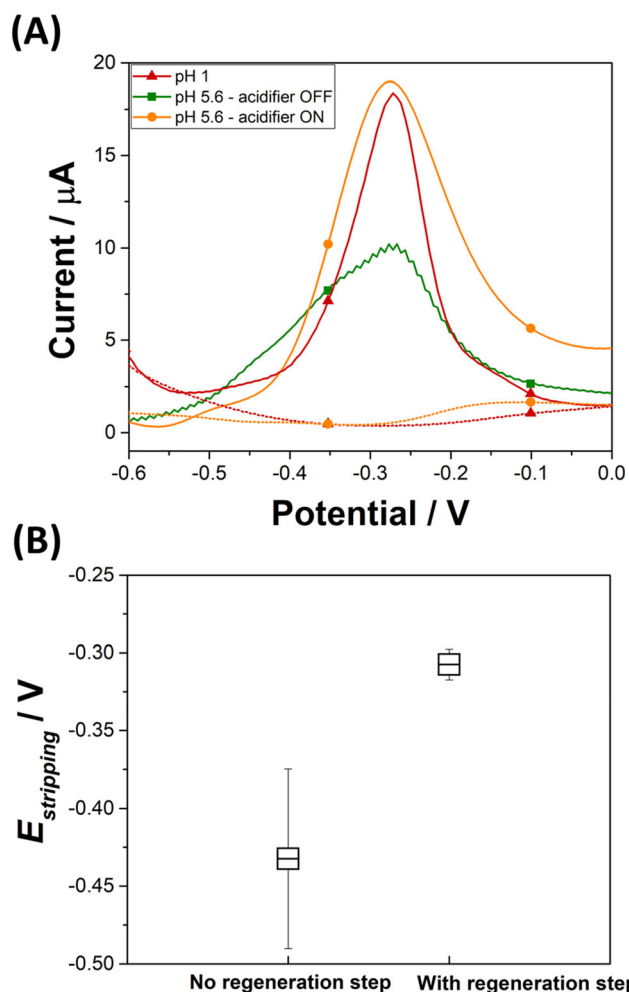 (A)
20
15
10
5
0
Current / μA
pH 1
pH 5.6 - acidifier OFF
pH 5.6 - acidifier ON
-0.6 -0.5 -0.4 -0.3 -0.2 -0.1 0.0
Potential / V
(B)
-0.25
-0.30
-0.35
-0.40
-0.45
-0.50
E stripping / V
No regeneration step With regeneration step